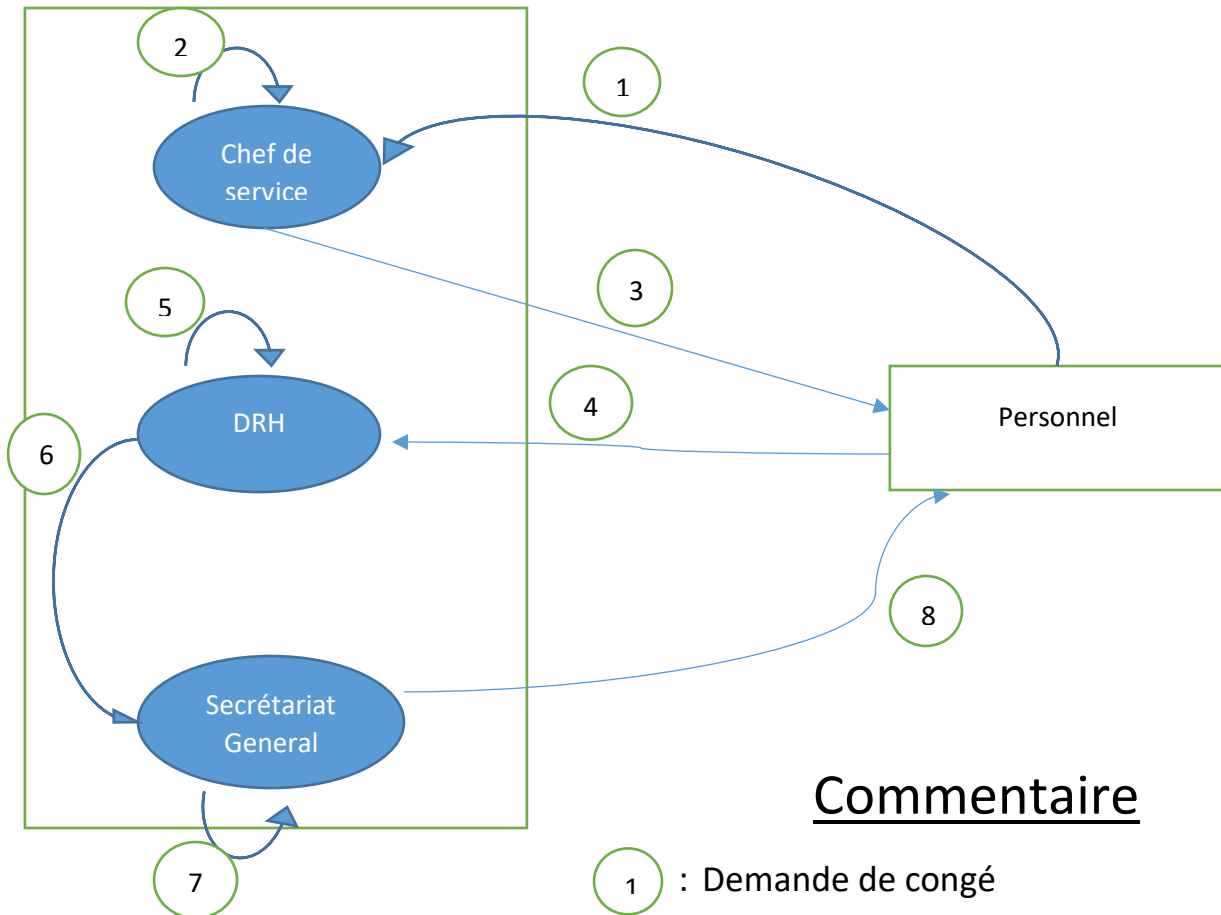 2
1
Chef de
service
3
5
4
DRH
Personnel
6
8
Secrétariat
General
Commentaire
7
1 : Demande de congé